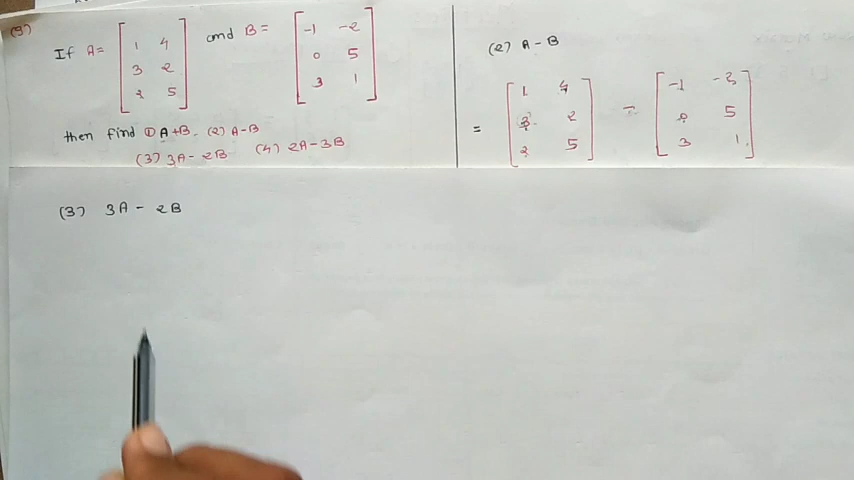 (9)
If A= [ 1 4 and B= [ -1 -2
3 2 0 5
2 5 ] 3 1 ]
then find ① A+B (2) A-B
(3) 3A-2B (4) 2A-3B
(2) A-B
= [ 1 4 - [ -1 -2
3 2 0 5
2 5 ] 3 1 ]
(3) 3A - 2B